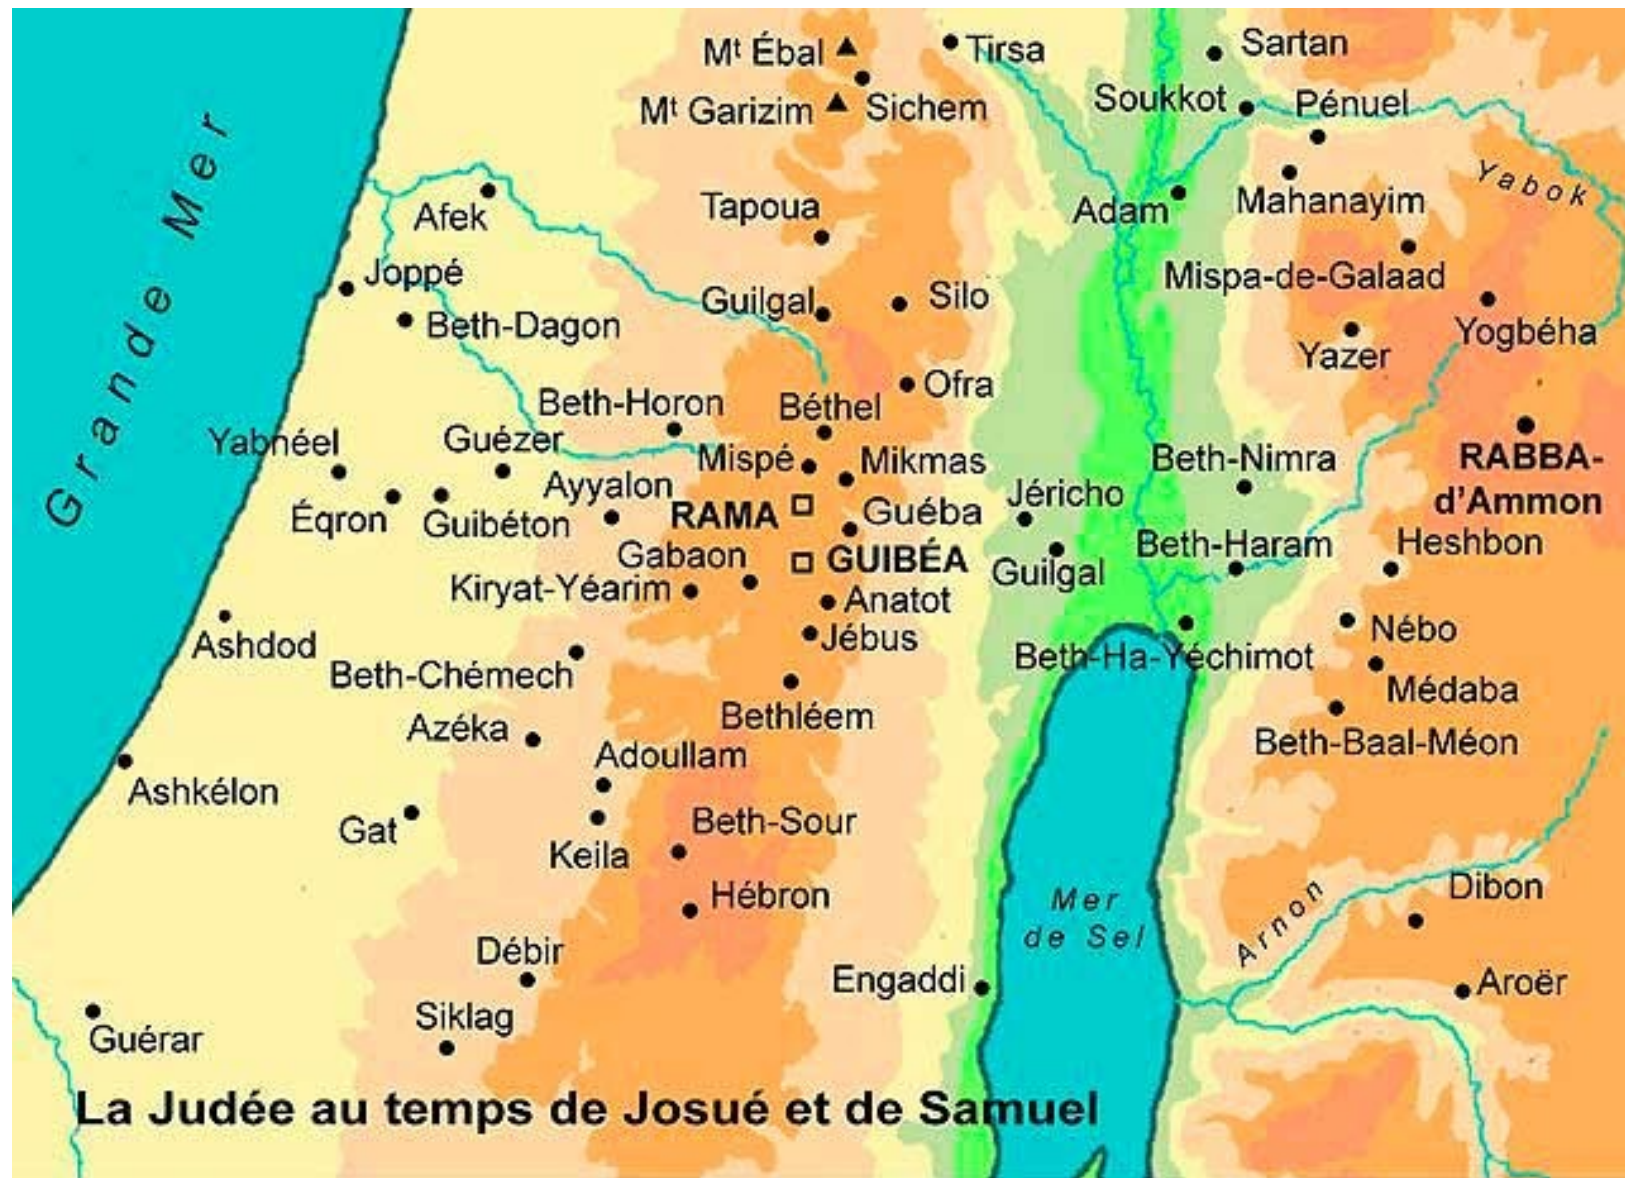 Grande Mer
Mt Ébal
Tirsa
Sartan
Mt Garizim
Sichem
Soukkot
Pénuel
Yabok
Afek
Tapoua
Adam
Mahanayim
Joppé
Mispa-de-Galaad
Guilgal
Silo
Beth-Dagon
Yogbéha
Yazer
Ofra
Beth-Horon
Béthel
Yabnéel
Guézer
Mispé
Mikmas
Beth-Nimra
RABBA-
d’Ammon
Ayyalon
Jéricho
Éqron
Guibéton
RAMA
Guéba
Gabaon
GUIBÉA
Guilgal
Beth-Haram
Heshbon
Kiryat-Yéarim
Anatot
Ashdod
Jébus
Nébo
Beth-Ha-Yéchimot
Beth-Chémech
Médaba
Bethléem
Azéka
Beth-Baal-Méon
Adoullam
Ashkélon
Gat
Beth-Sour
Keila
Hébron
Mer
de Sel
Arnon
Dibon
Débir
Engaddi
Aroër
Siklag
Guérar
La Judée au temps de Josué et de Samuel